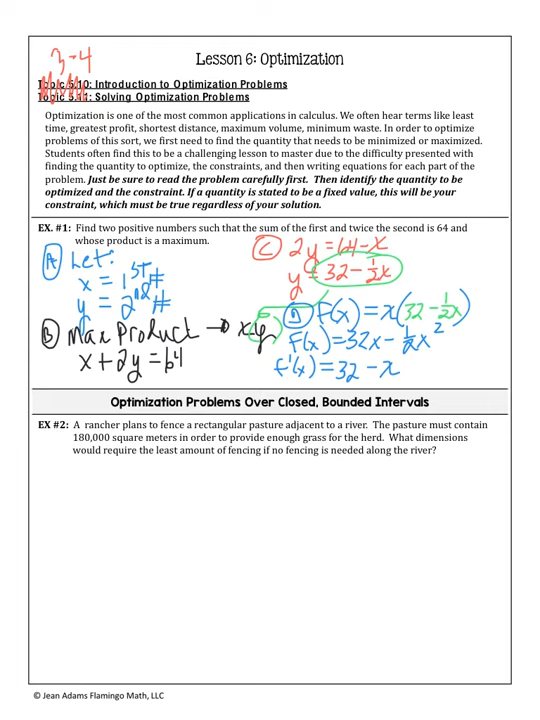 3-4
Lesson 6: Optimization
Topic 5.10: Introduction to Optimization Problems
Topic 5.11: Solving Optimization Problems
Optimization is one of the most common applications in calculus. We often hear terms like least
time, greatest profit, shortest distance, maximum volume, minimum waste. In order to optimize
problems of this sort, we first need to find the quantity that needs to be minimized or maximized.
Students often find this to be a challenging lesson to master due to the difficulty presented with
finding the quantity to optimize, the constraints, and then writing equations for each part of the
problem. Just be sure to read the problem carefully first. Then identify the quantity to be
optimized and the constraint. If a quantity is stated to be a fixed value, this will be your
constraint, which must be true regardless of your solution.
EX. #1: Find two positive numbers such that the sum of the first and twice the second is 64 and
whose product is a maximum.
A Let:
x = 1st #
y = 2nd #
B Max Product → xy
x + 2y = 64
C 2y = 64 - x
y = 32 - 1/2x
D f(x) = x(32 - 1/2x)
f(x) = 32x - 1/2x²
f'(x) = 32 - x
Optimization Problems Over Closed, Bounded Intervals
EX #2: A rancher plans to fence a rectangular pasture adjacent to a river. The pasture must contain
180,000 square meters in order to provide enough grass for the herd. What dimensions
would require the least amount of fencing if no fencing is needed along the river?
© Jean Adams Flamingo Math, LLC